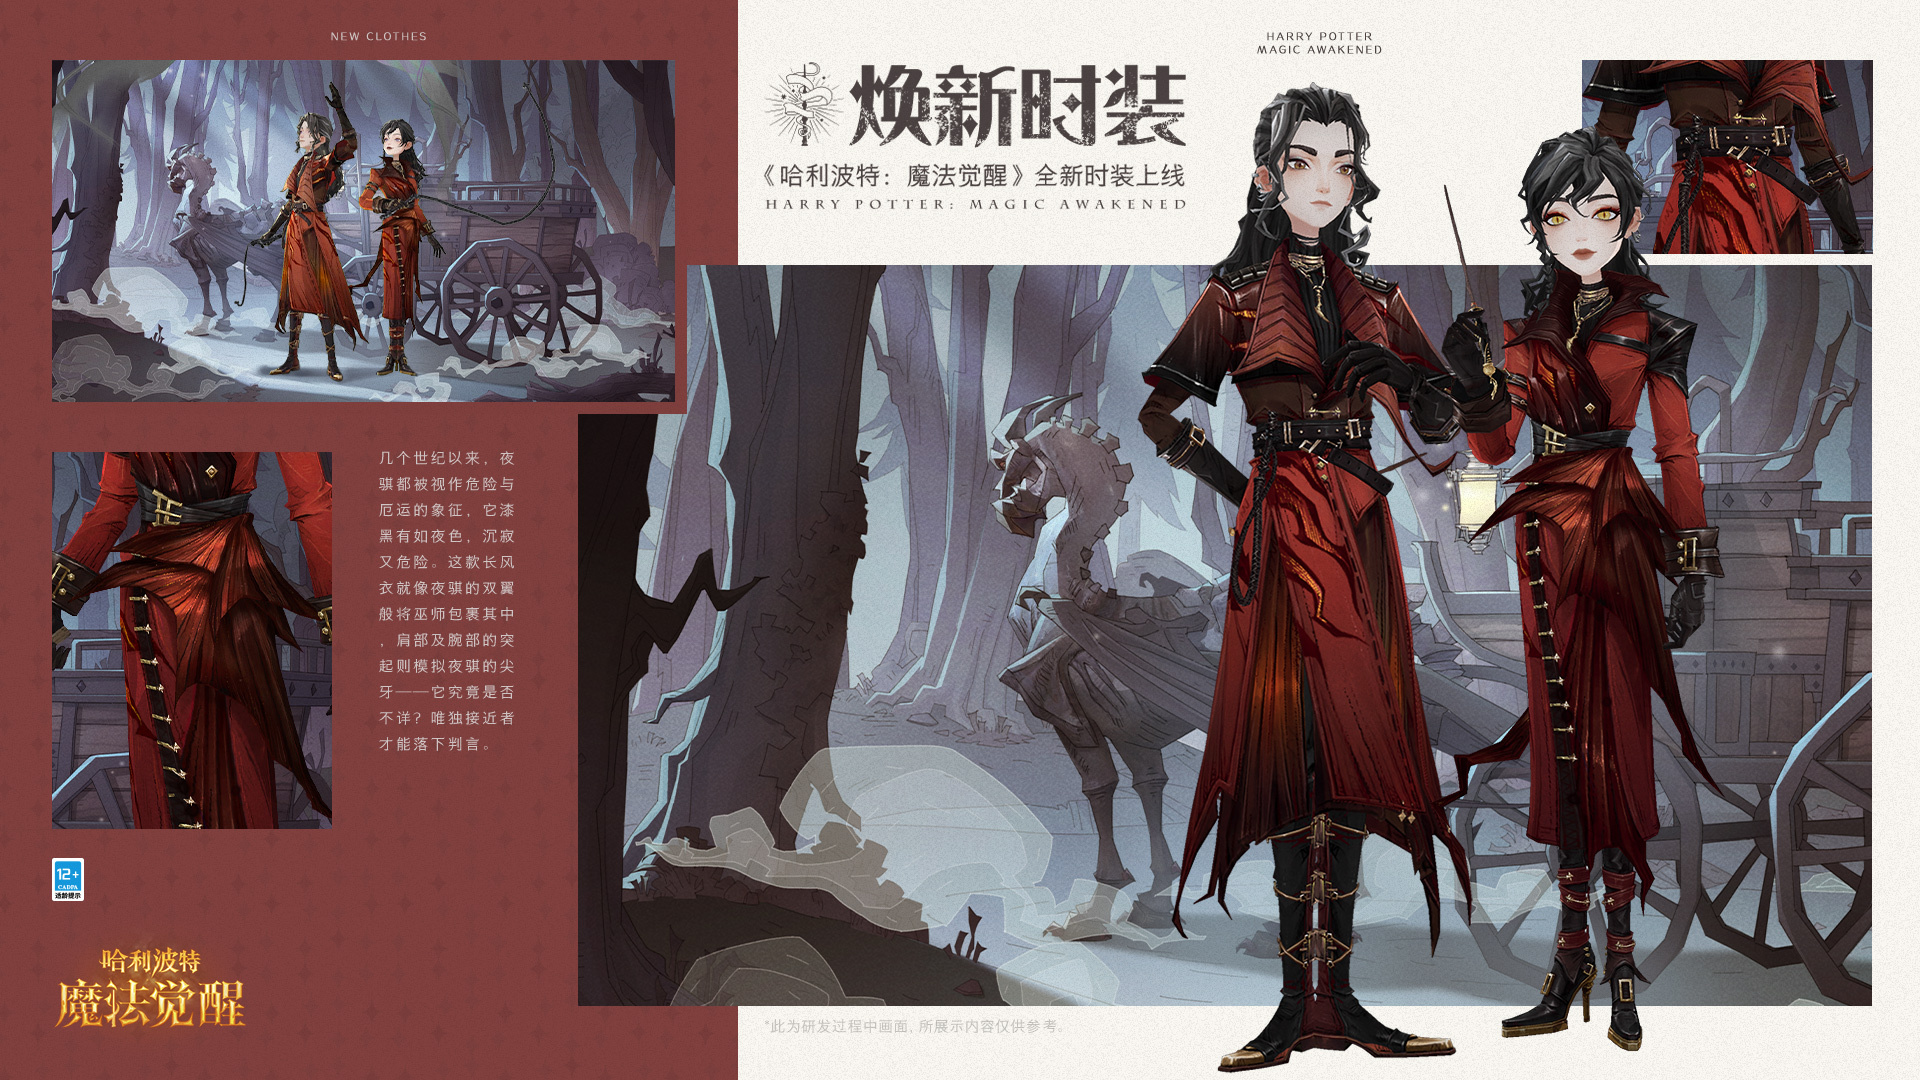 NEW CLOTHES
HARRY POTTER
MAGIC AWAKENED
焕新时装
《哈利波特：魔法觉醒》全新时装上线
HARRY POTTER: MAGIC AWAKENED
几个世纪以来，夜
骐都被视作危险与
厄运的象征，它漆
黑有如夜色，沉寂
又危险。这款长风
衣就像夜骐的双翼
般将巫师包裹其中
，肩部及腕部的突
起则模拟夜骐的尖
牙——它究竟是否
不详？唯独接近者
才能落下判言。
12+
CADPA
适龄提示
哈利波特
魔法觉醒
*此为研发过程中画面, 所展示内容仅供参考。